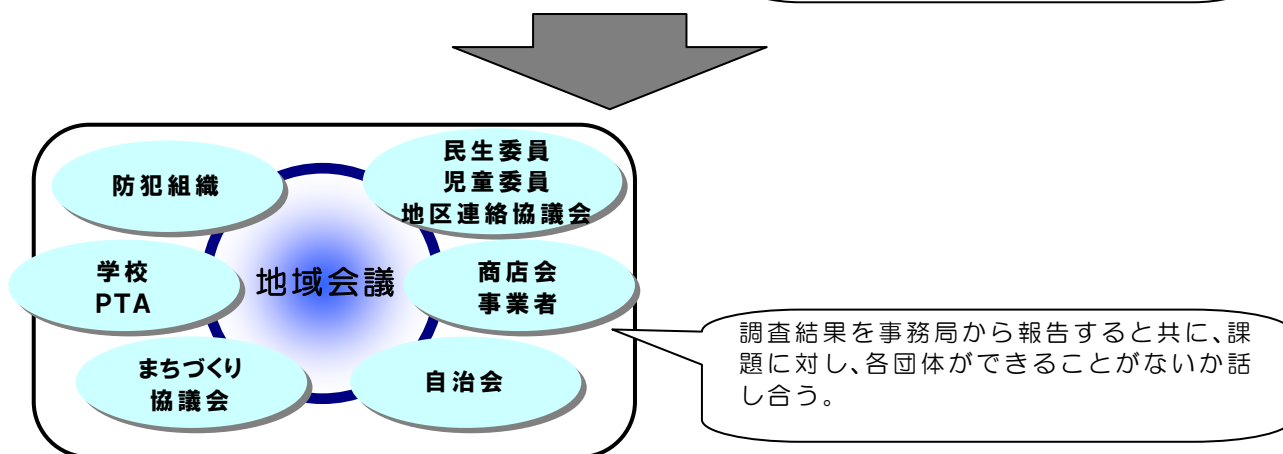 防犯組織
民生委員
児童委員
地区連絡協議会
学校
PTA
地域会議
商店会
事業者
まちづくり
協議会
自治会
調査結果を事務局から報告すると共に、課
題に対し、各団体ができることがないか話
し合う。